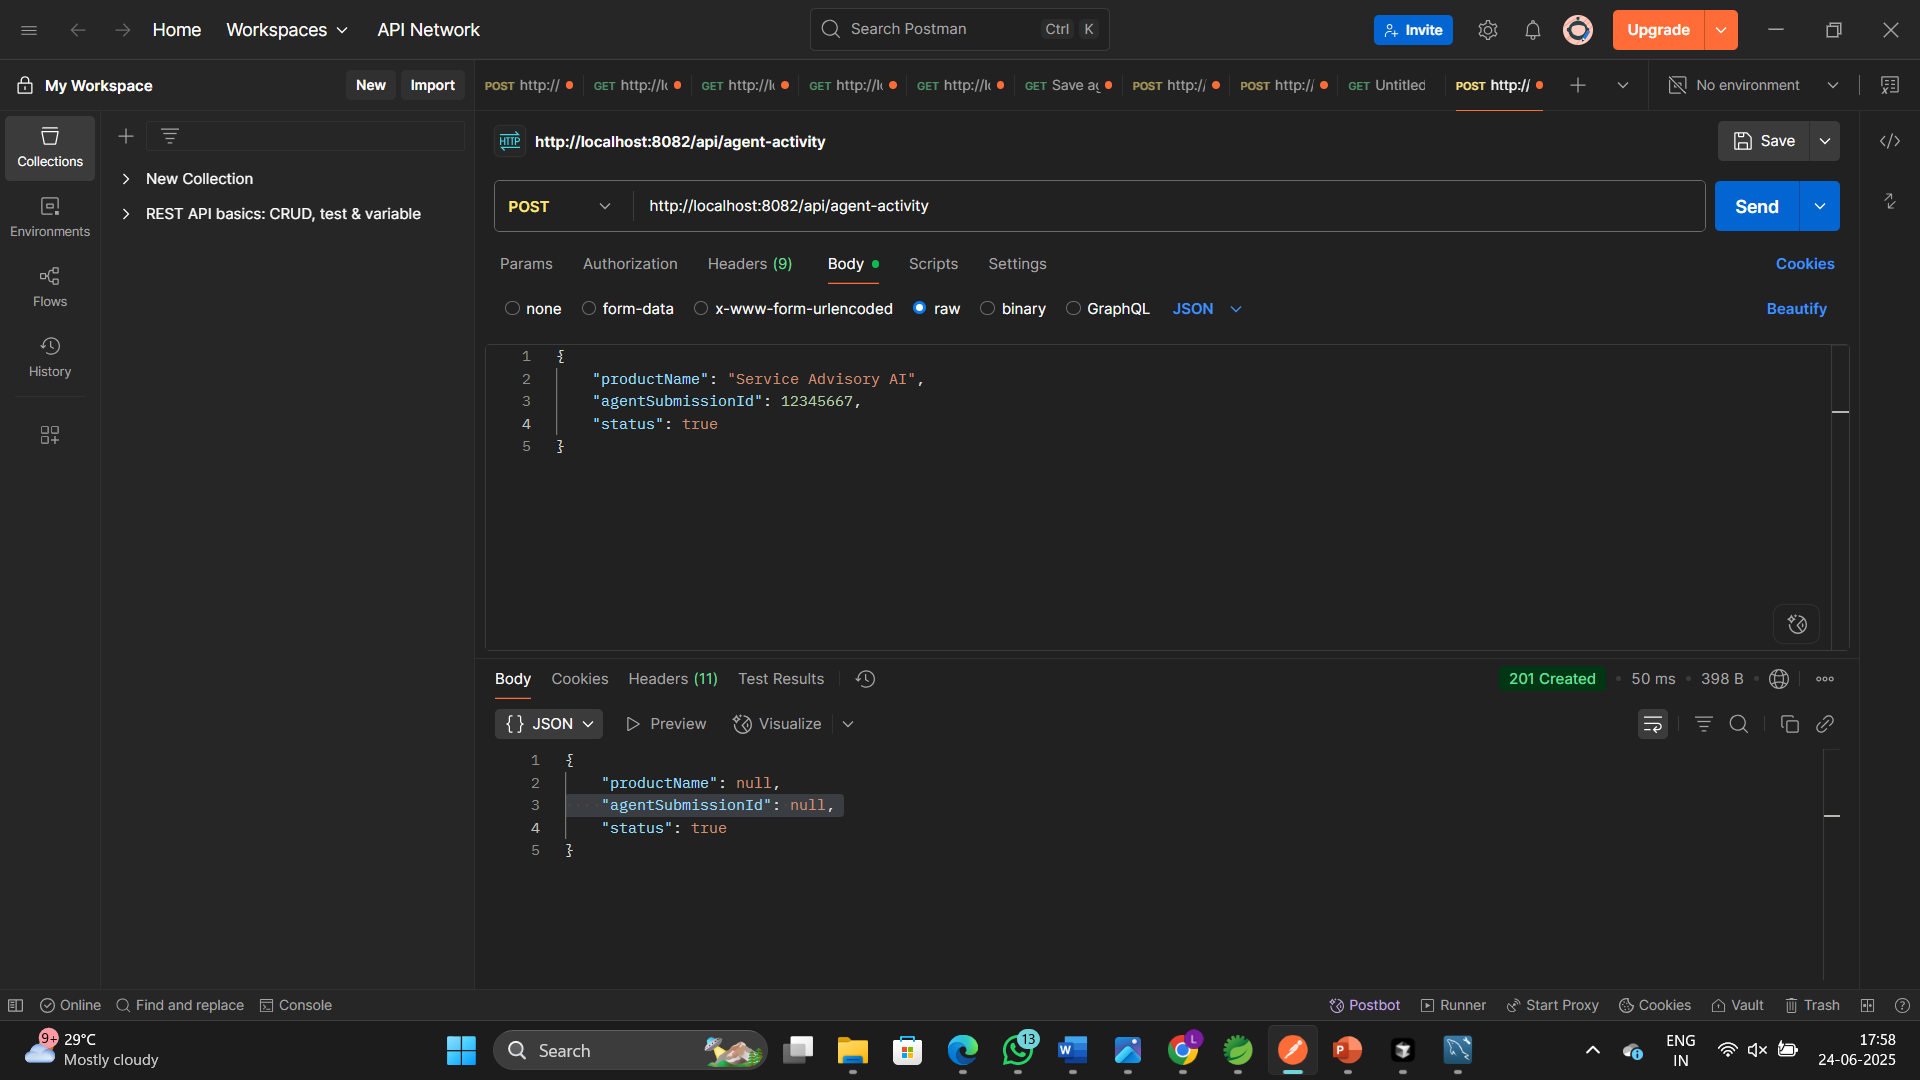 Home
Workspaces
API Network
Search Postman
Ctrl
K
Invite
Upgrade
My Workspace
New
Import
POST http://
GET http://lo
GET http://lo
GET http://lo
GET http://lo
GET Save ag
POST http:/
POST http:/
GET Untitled
POST http://
No environment
Collections
Environments
Flows
History
New Collection
REST API basics: CRUD, test & variable
HTTP
http://localhost:8082/api/agent-activity
Save
POST
http://localhost:8082/api/agent-activity
Send
Params
Authorization
Headers (9)
Body
Scripts
Settings
Cookies
none
form-data
x-www-form-urlencoded
raw
binary
GraphQL
JSON
Beautify
1 {
2 "productName": "Service Advisory AI",
3 "agentSubmissionId": 12345667,
4 "status": true
5 }
Body
Cookies
Headers (11)
Test Results
201 Created
50 ms
398 B
{} JSON
Preview
Visualize
1 {
2 "productName": null,
3 "agentSubmissionId": null,
4 "status": true
5 }
Online
Find and replace
Console
Postbot
Runner
Start Proxy
Cookies
Vault
Trash
9+
29°C
Mostly cloudy
Search
13
W
L
P
ENG
IN
17:58
24-06-2025